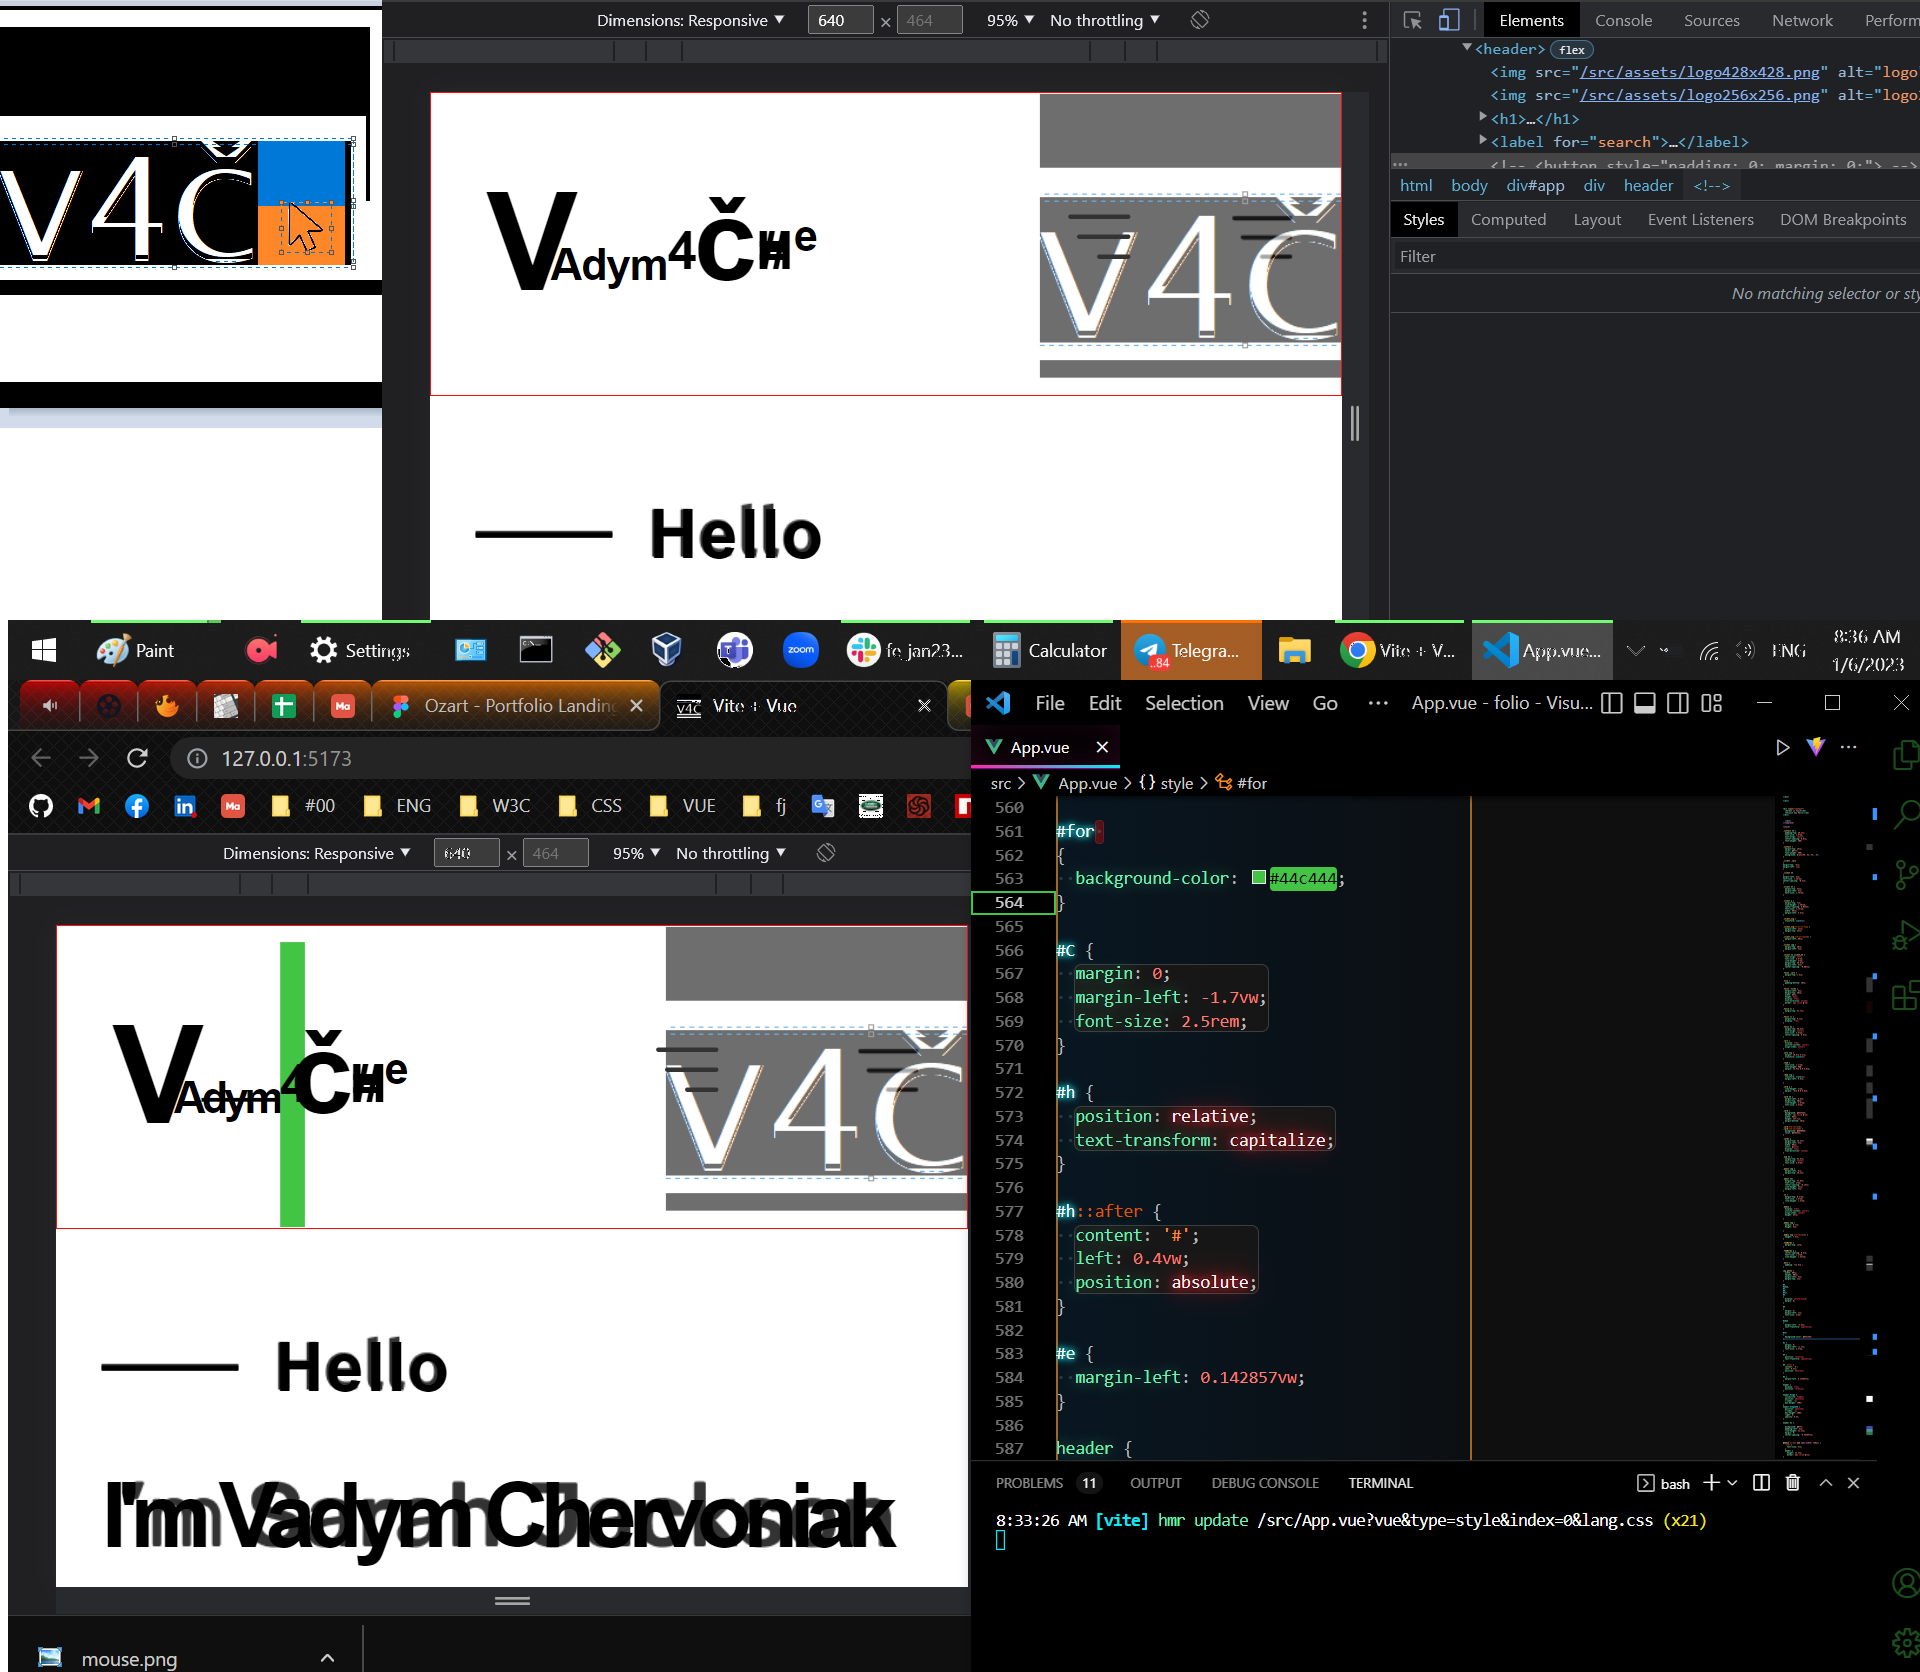 Dimensions: Responsive ▼ 640 × 464 95% ▼ No throttling ▼
Elements Console Sources Network Perform
<header> flex
<img src="/src/assets/logo428x428.png" alt="logo
<img src="/src/assets/logo256x256.png" alt="logo
<h1>…</h1>
<label for="search">…</label>
<!-- <button style="padding: 0; margin: 0;"> -->
html body div#app div header <!-->
Styles Computed Layout Event Listeners DOM Breakpoints
Filter
No matching selector or sty
V4Č
VAdym4Č#e
V4Č
Hello
Paint
Settings
fe_jan23...
Calculator
..84
Telegra...
Vite + V...
App.vue...
ENG
8:36 AM
1/6/2023
Ma
Ozart - Portfolio Landing
V4Č
Vite + Vue
127.0.0.1:5173
Ma #00 ENG W3C CSS VUE fj
Dimensions: Responsive ▼ 640 × 464 95% ▼ No throttling ▼
VAdym4Č#e
V4Č
Hello
I'm Vadym Chervoniak
mouse.png
File Edit Selection View Go ··· App.vue - folio - Visu...
App.vue
src > App.vue > {} style > #for
560
561 #for
562 {
563 background-color: #44c444;
564 }
565
566 #C {
567 margin: 0;
568 margin-left: -1.7vw;
569 font-size: 2.5rem;
570 }
571
572 #h {
573 position: relative;
574 text-transform: capitalize;
575 }
576
577 #h::after {
578 content: '#';
579 left: 0.4vw;
580 position: absolute;
581 }
582
583 #e {
584 margin-left: 0.142857vw;
585 }
586
587 header {
PROBLEMS 11 OUTPUT DEBUG CONSOLE TERMINAL bash
8:33:26 AM [vite] hmr update /src/App.vue?vue&type=style&index=0&lang.css (x21)